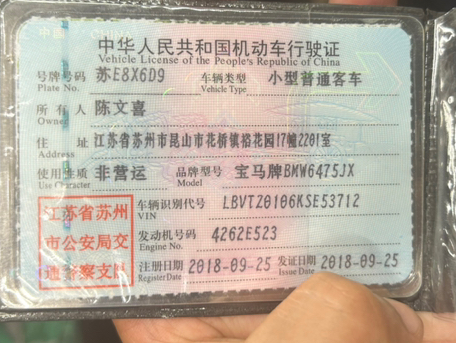 中华人民共和国机动车行驶证
Vehicle License of the People's Republic of China
号牌号码 苏E8X6D9 车辆类型 小型普通客车
Plate No. Vehicle Type
所有人 陈文喜
Owner
住址 江苏省苏州市昆山市花桥镇裕花园17幢2201室
Address
使用性质 非营运 品牌型号 宝马牌BMW6475JX
Use Character Model
江苏省苏州市公安局交通警察支队
车辆识别代号 LBVTZ0106KSE53712
VIN
发动机号码 4262E523
Engine No.
注册日期 2018-09-25 发证日期 2018-09-25
Register Date Issue Date